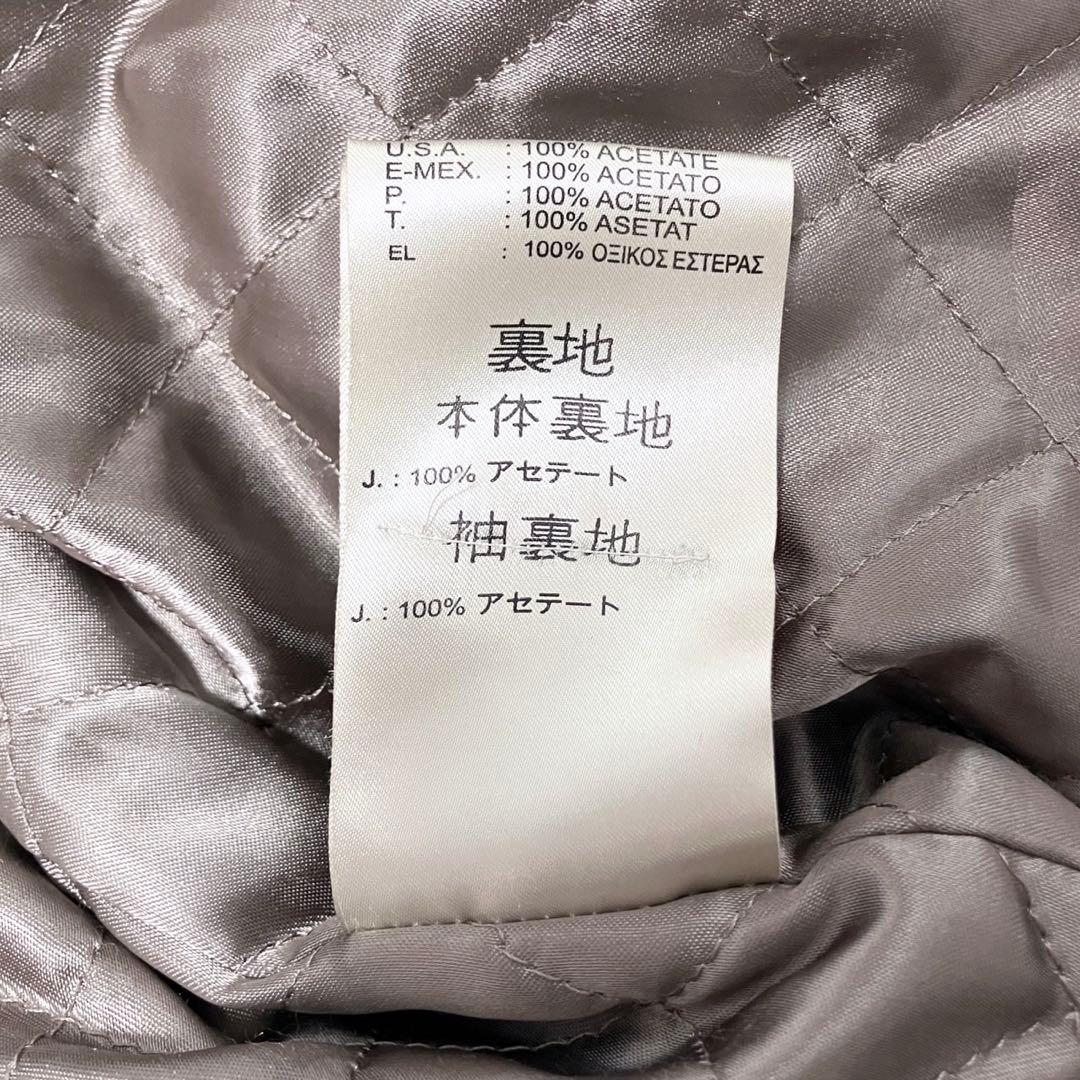 U.S.A. : 100% ACETATE
E-MEX. : 100% ACETATO
P. : 100% ACETATO
T. : 100% ASETAT
EL : 100% ΟΞΙΚΟΣ ΕΣΤΕΡΑΣ
裏地
本体裏地
J. : 100% アセテート
袖裏地
J. : 100% アセテート